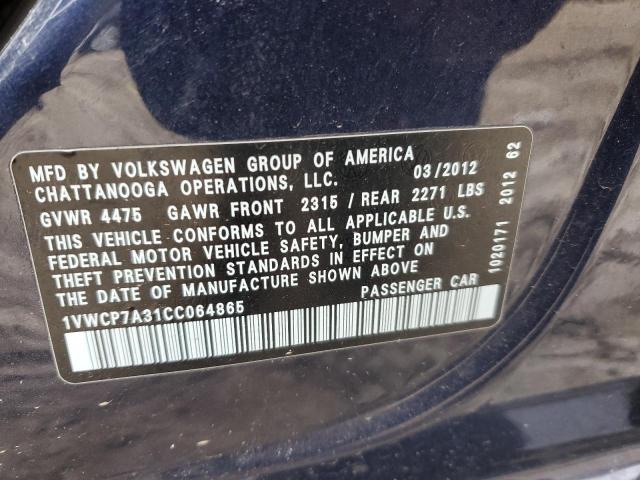 MFD BY VOLKSWAGEN GROUP OF AMERICA
CHATTANOOGA OPERATIONS, LLC. 03/2012
GVWR 4475 GAWR FRONT 2315 / REAR 2271 LBS
THIS VEHICLE CONFORMS TO ALL APPLICABLE U.S.
FEDERAL MOTOR VEHICLE SAFETY, BUMPER AND
THEFT PREVENTION STANDARDS IN EFFECT ON
THE DATE OF MANUFACTURE SHOWN ABOVE
1VWCP7A31CC064865 PASSENGER CAR
1020171 2012 62